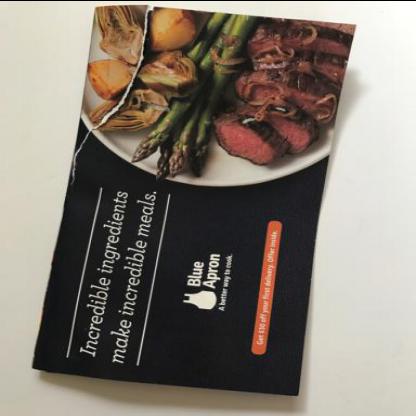 Incredible ingredients
make incredible meals.
Blue
Apron
A better way to cook.
Get $30 off your first delivery. Offer inside.